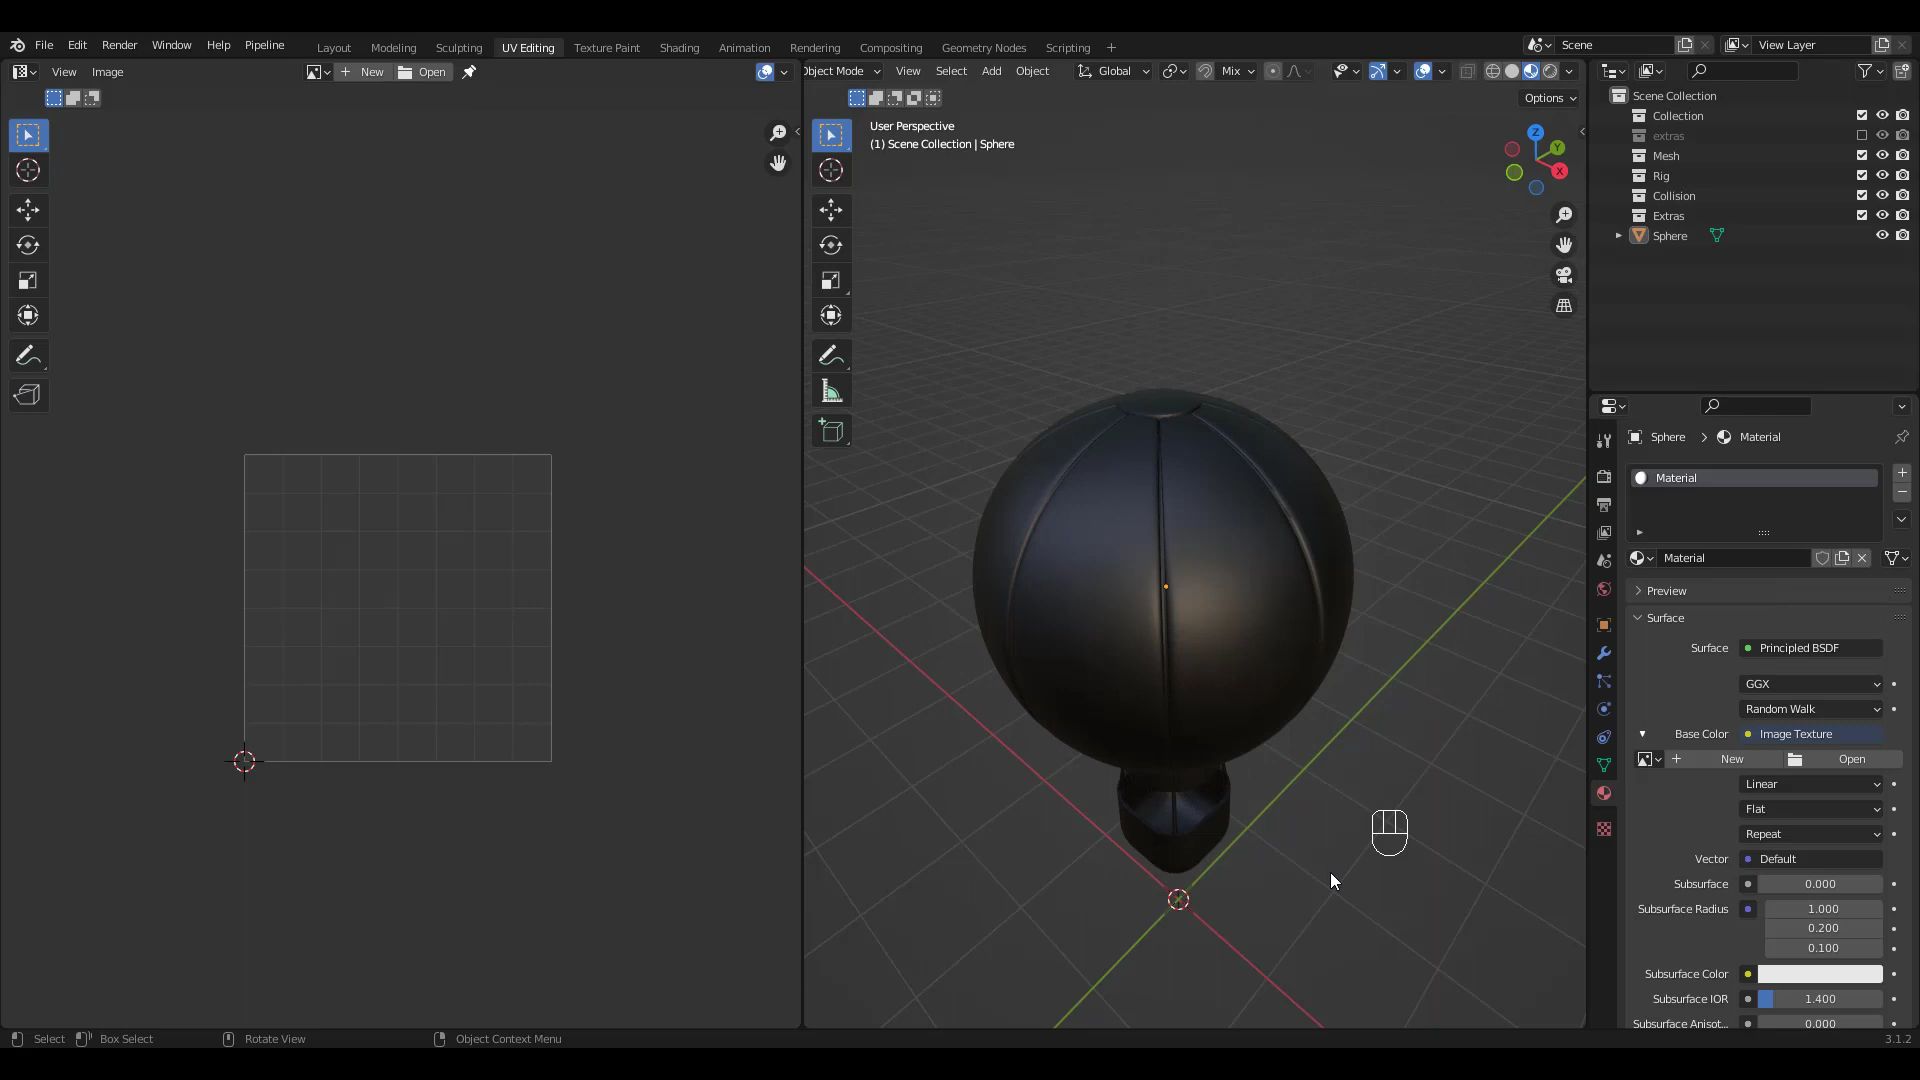 File Edit Render Window Help Pipeline
Layout Modeling Sculpting UV Editing Texture Paint Shading Animation Rendering Compositing Geometry Nodes Scripting
Scene
View Layer
View Image
New Open
Object Mode View Select Add Object
Global
Mix
Options
User Perspective
(1) Scene Collection | Sphere
Z
Y
X
Scene Collection
Collection
extras
Mesh
Rig
Collision
Extras
Sphere
Sphere > Material
Material
Material
Preview
Surface
Surface Principled BSDF
GGX
Random Walk
Base Color Image Texture
New Open
Linear
Flat
Repeat
Vector Default
Subsurface 0.000
Subsurface Radius 1.000
0.200
0.100
Subsurface Color
Subsurface IOR 1.400
Subsurface Anisot... 0.000
Select Box Select Rotate View Object Context Menu
3.1.2